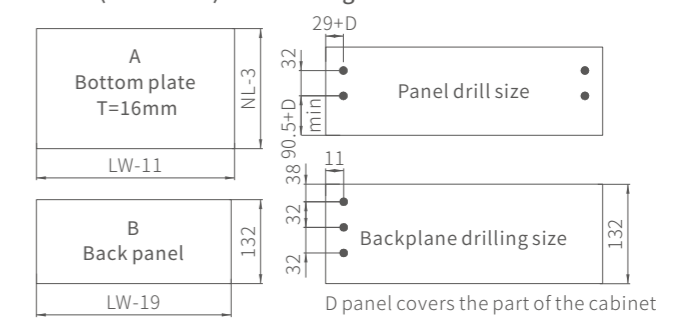 A
Bottom plate
T=16mm
NL-3
LW-11
29+D
32
90.5+D
min
Panel drill size
B
Back panel
132
LW-19
11
38
32
32
Backplane drilling size
132
D panel covers the part of the cabinet